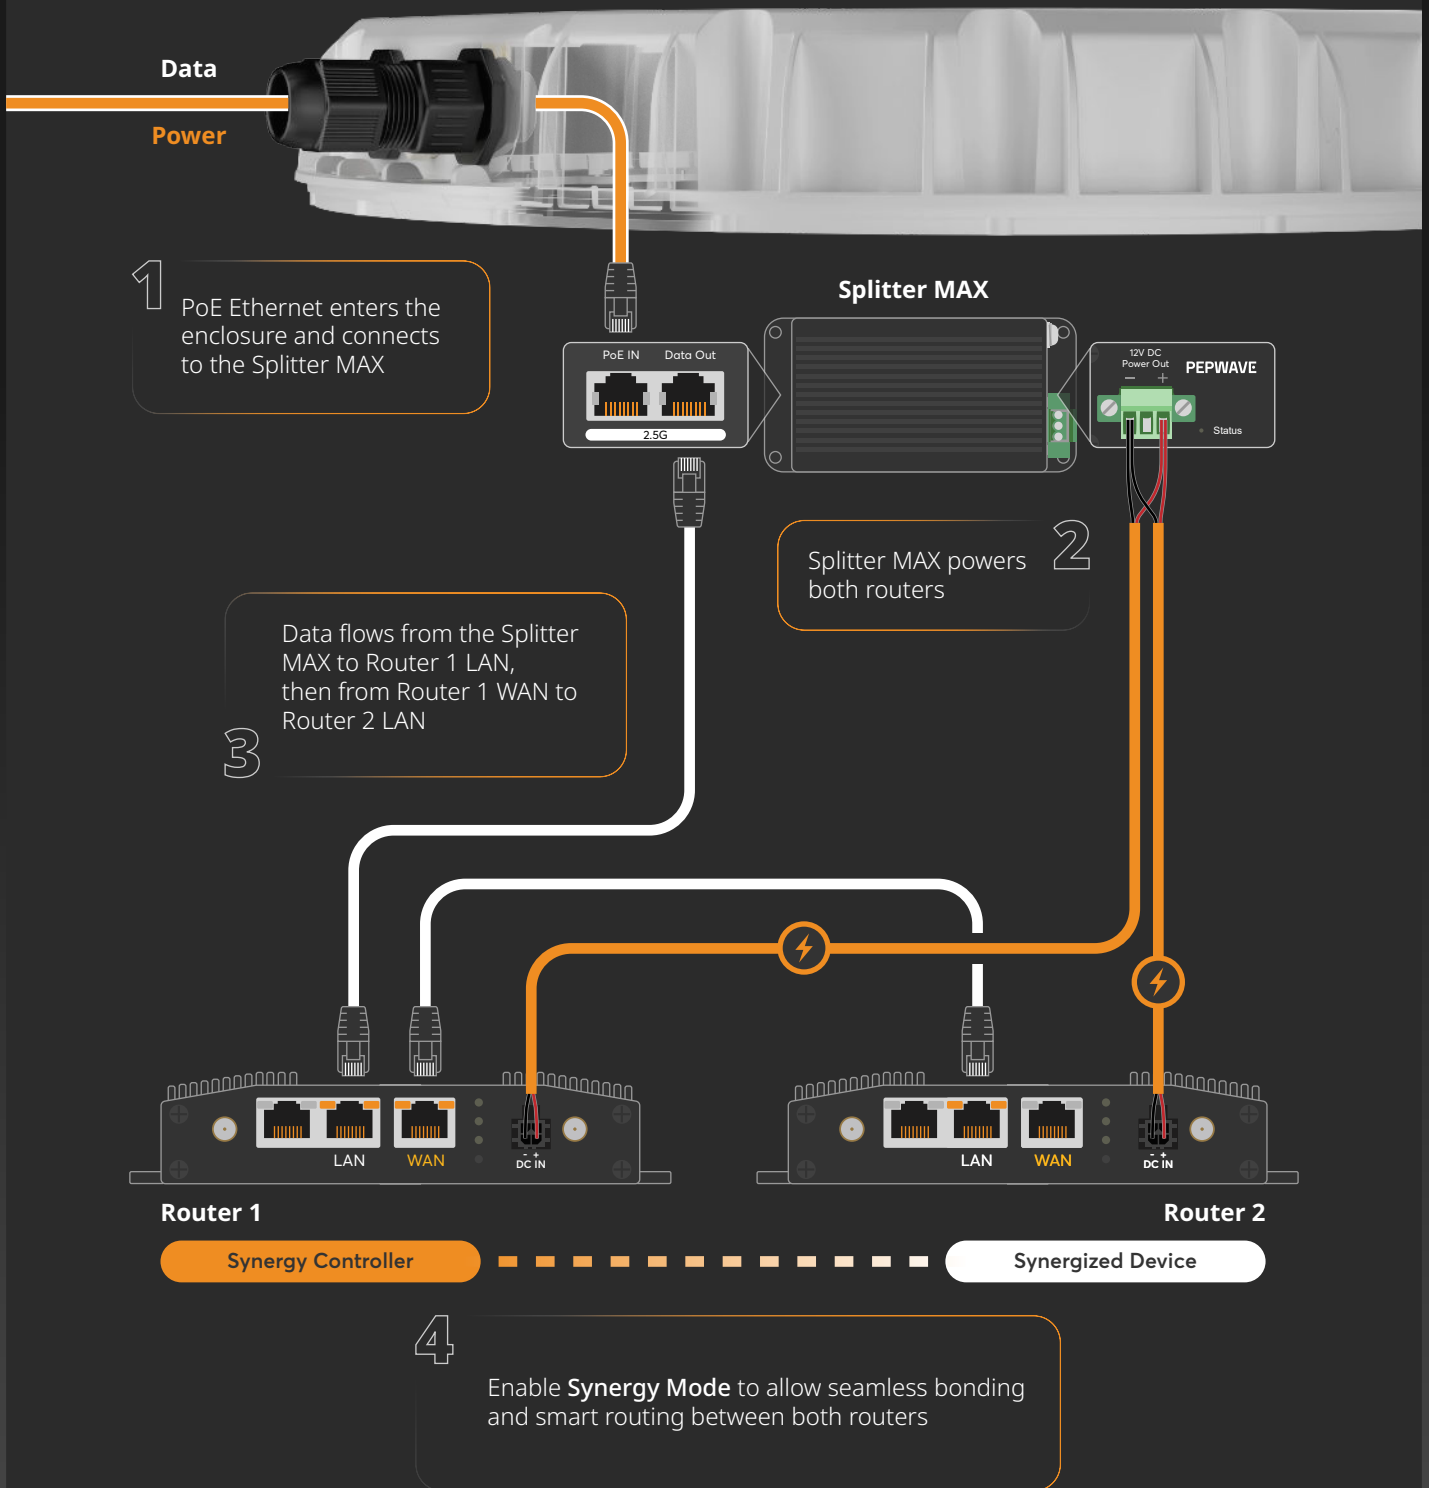 Data
Power
1
PoE Ethernet enters the
enclosure and connects
to the Splitter MAX
Splitter MAX
PoE IN
Data Out
2.5G
12V DC
Power Out
− +
PEPWAVE
Status
2
Splitter MAX powers
both routers
3
Data flows from the Splitter
MAX to Router 1 LAN,
then from Router 1 WAN to
Router 2 LAN
LAN
WAN
- +
DC IN
LAN
WAN
- +
DC IN
Router 1
Router 2
Synergy Controller
Synergized Device
4
Enable Synergy Mode to allow seamless bonding
and smart routing between both routers